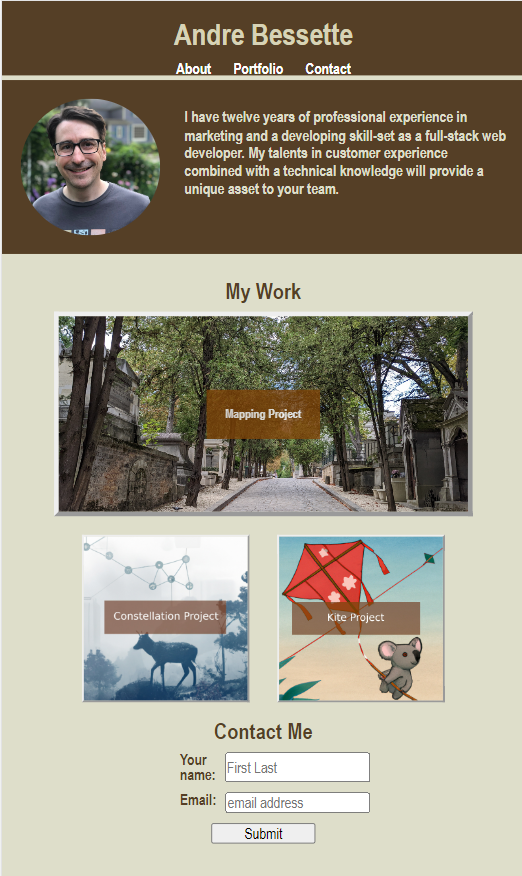 Andre Bessette
About Portfolio Contact
I have twelve years of professional experience in
marketing and a developing skill-set as a full-stack web
developer. My talents in customer experience
combined with a technical knowledge will provide a
unique asset to your team.
My Work
Mapping Project
Constellation Project
Kite Project
Contact Me
Your
name:
First Last
Email:
email address
Submit